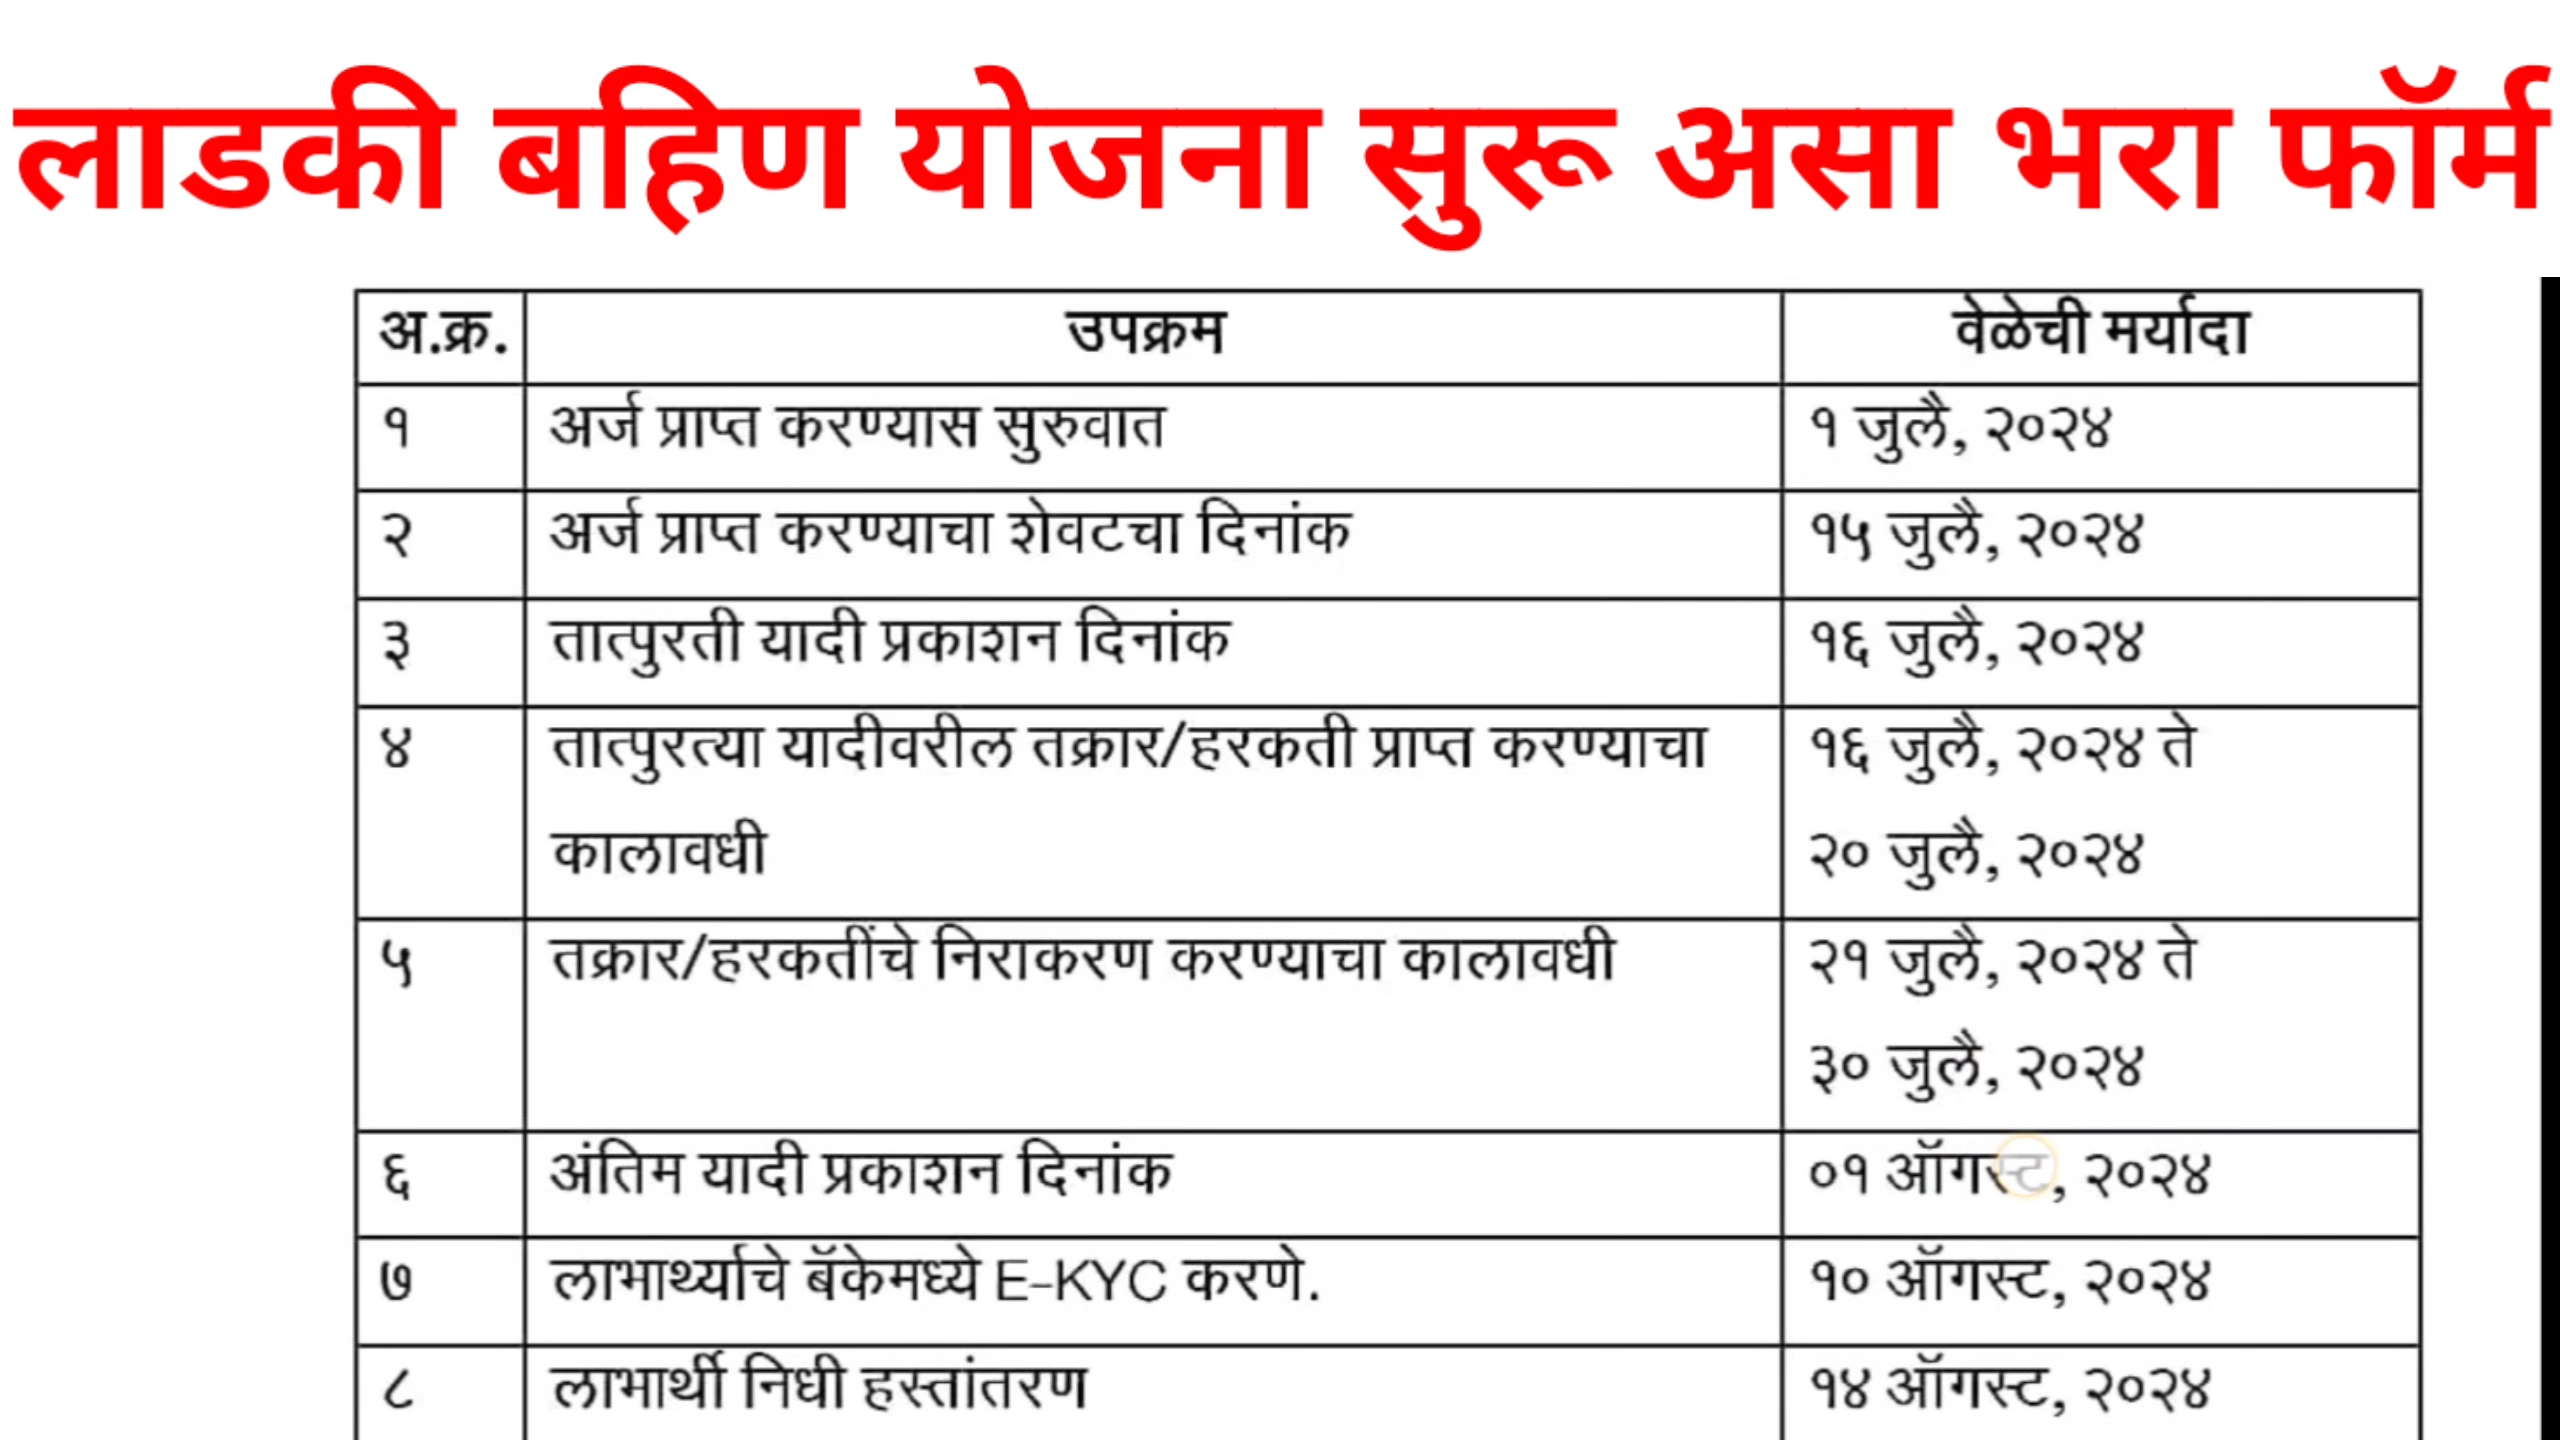 लाडकी बहिण योजना सुरू असा भरा फॉर्म
अ.क्र. उपक्रम वेळेची मर्यादा
१ अर्ज प्राप्त करण्यास सुरुवात १ जुलै, २०२४
२ अर्ज प्राप्त करण्याचा शेवटचा दिनांक १५ जुलै, २०२४
३ तात्पुरती यादी प्रकाशन दिनांक १६ जुलै, २०२४
४ तात्पुरत्या यादीवरील तक्रार/हरकती प्राप्त करण्याचा १६ जुलै, २०२४ ते
कालावधी २० जुलै, २०२४
५ तक्रार/हरकतींचे निराकरण करण्याचा कालावधी २१ जुलै, २०२४ ते
३० जुलै, २०२४
६ अंतिम यादी प्रकाशन दिनांक ०१ ऑगस्ट, २०२४
७ लाभार्थ्याचे बॅंकेमध्ये E-KYC करणे. १० ऑगस्ट, २०२४
८ लाभार्थी निधी हस्तांतरण १४ ऑगस्ट, २०२४